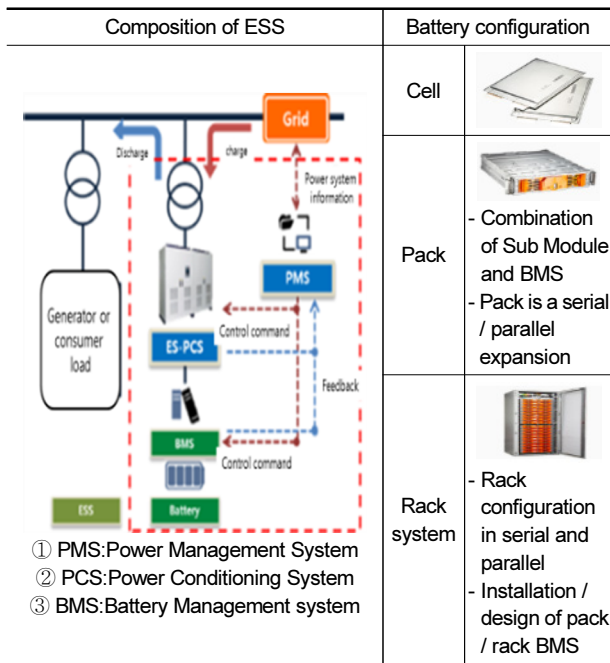 Composition of ESS
Battery configuration
Grid
Discharge
charge
Power system
information
PMS
Generator or
consumer
load
ES-PCS
Control command
Feedback
BMS
Control command
ESS
Battery
① PMS:Power Management System
② PCS:Power Conditioning System
③ BMS:Battery Management system
Cell
Pack
- Combination
of Sub Module
and BMS
- Pack is a serial
/ parallel
expansion
Rack
system
- Rack
configuration
in serial and
parallel
- Installation /
design of pack
/ rack BMS